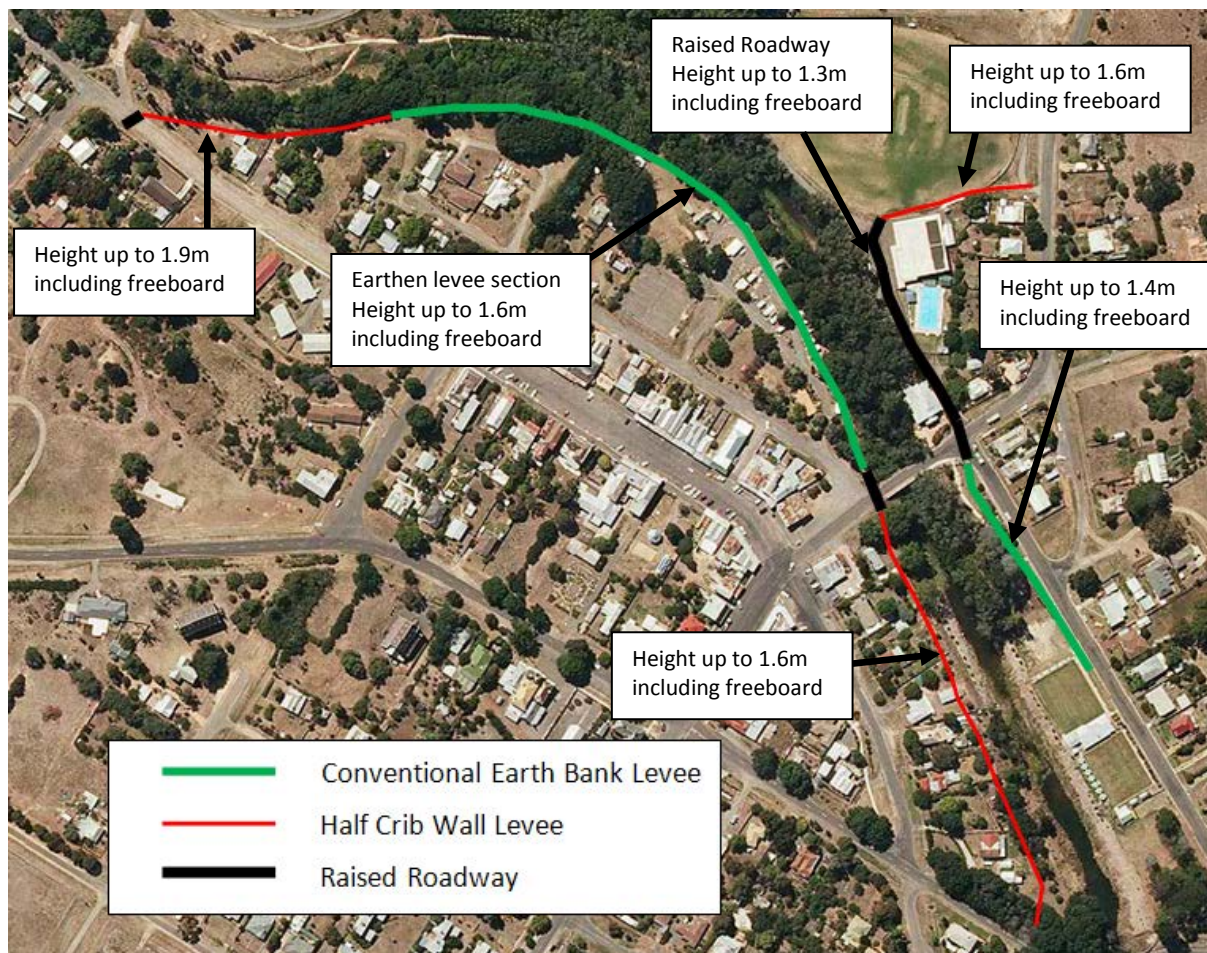 Raised Roadway
Height up to 1.3m
including freeboard
Height up to 1.6m
including freeboard
Height up to 1.9m
including freeboard
Earthen levee section
Height up to 1.6m
including freeboard
Height up to 1.4m
including freeboard
Height up to 1.6m
including freeboard
Conventional Earth Bank Levee
Half Crib Wall Levee
Raised Roadway